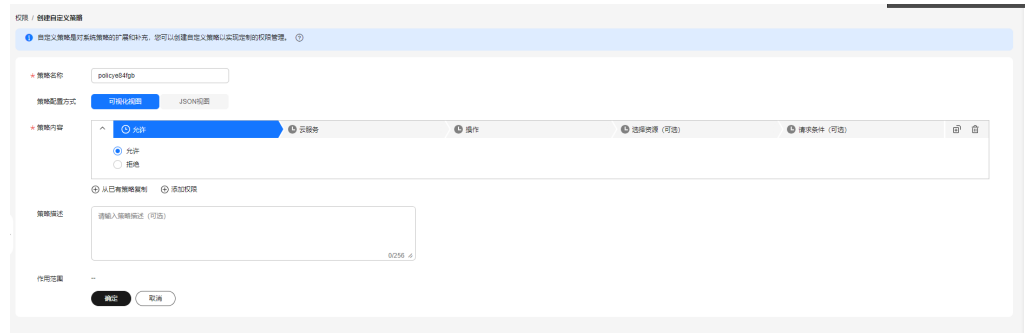 权限 / 创建自定义策略
自定义策略是对系统策略的扩展和补充，您可以创建自定义策略以实现定制的权限管理。
* 策略名称 policye84fgb
策略配置方式 可视化视图 JSON视图
* 策略内容 允许 云服务 操作 选择资源（可选） 请求条件（可选）
允许
拒绝
从已有策略复制 添加权限
策略描述 请输入策略描述（可选）
0/256
作用范围 --
确定 取消